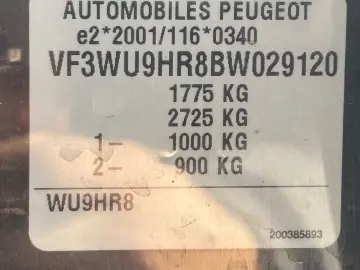 AUTOMOBILES PEUGEOT
e2*2001/116*0340
VF3WU9HR8BW029120
1775 KG
2725 KG
1- 1000 KG
2- 900 KG
WU9HR8
200385893